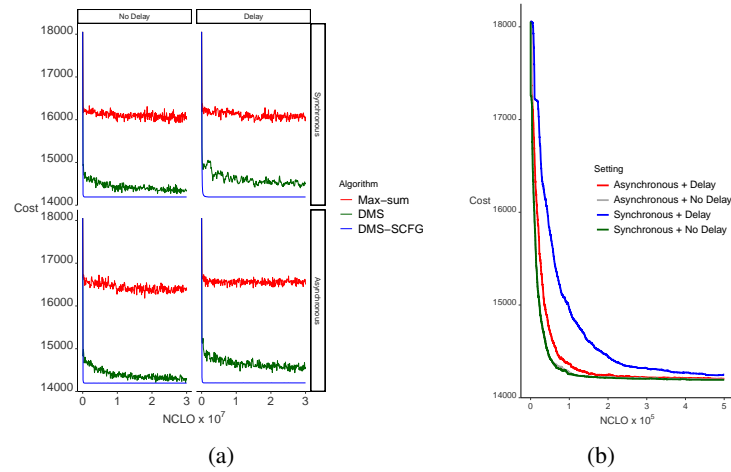 No Delay
Delay
18000
17000
16000
15000
14000
Synchronous
Cost
18000
17000
16000
15000
14000
Asynchronous
0 1 2 3
0 1 2 3
NCLO x 10^7
Algorithm
Max−sum
DMS
DMS−SCFG
(a)
18000
17000
16000
15000
14000
Cost
0 1 2 3 4 5
NCLO x 10^5
Setting
Asynchronous + Delay
Asynchronous + No Delay
Synchronous + Delay
Synchronous + No Delay
(b)